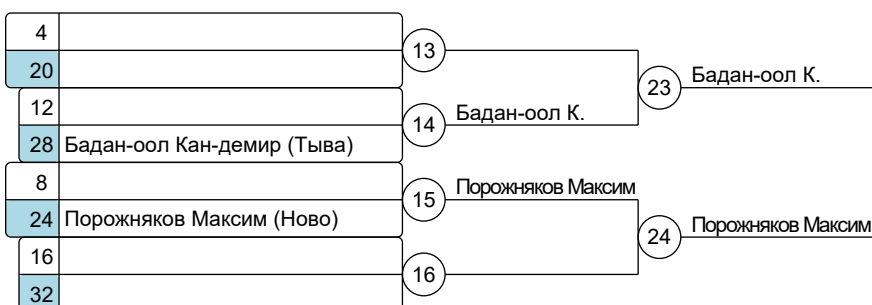 4
20
13
Бадан-оол К.
23
12
Бадан-оол К.
14
28 Бадан-оол Кан-демир (Тыва)
8
Порожняков Максим
15
24 Порожняков Максим (Ново)
Порожняков Максим
24
16
16
32